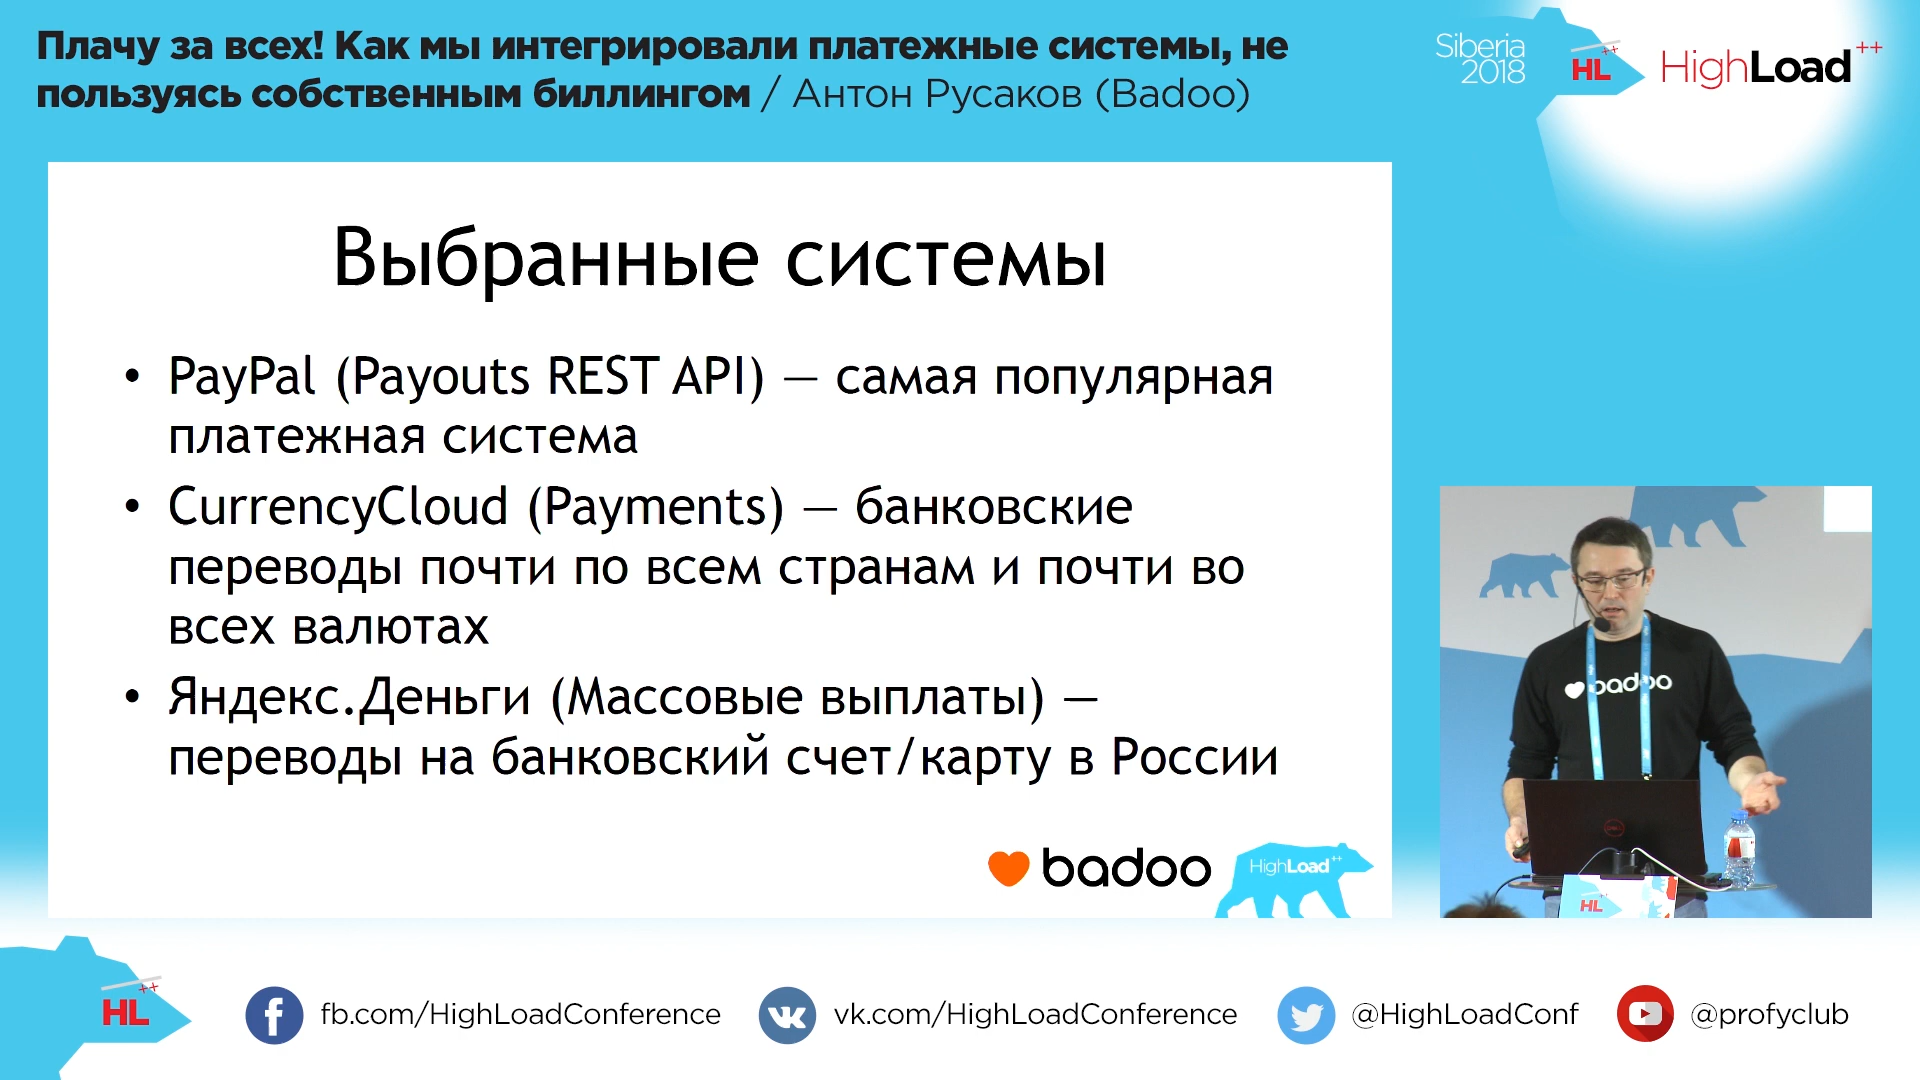 Плачу за всех! Как мы интегрировали платежные системы, не
пользуясь собственным биллингом / Антон Русаков (Badoo)
Siberia
2018
HL++
HighLoad++
Выбранные системы
• PayPal (Payouts REST API) — самая популярная
платежная система
• CurrencyCloud (Payments) — банковские
переводы почти по всем странам и почти во
всех валютах
• Яндекс.Деньги (Массовые выплаты) —
переводы на банковский счет/карту в России
badoo
HighLoad++
badoo
HL
HL++
fb.com/HighLoadConference
vk.com/HighLoadConference
@HighLoadConf
@profyclub